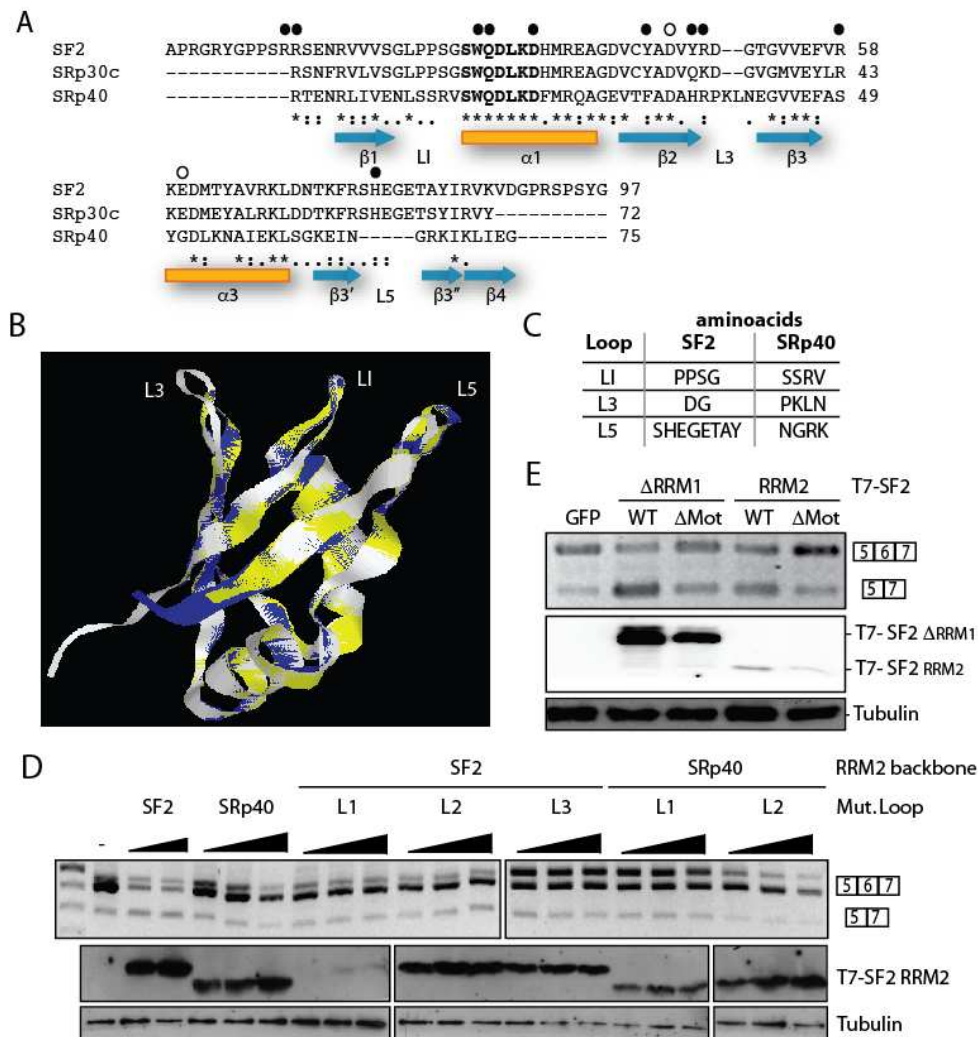 A
SF2 APRGRYGPPSRRSENRVVVSGLPPSGSWQDLKDHMREAGDVCYADVYRD--GTGVVEFVR 58
SRp30c ------------RSNFRVLVSGLPPSGSWQDLKDHMREAGDVCYADVQKD--GVGMVEYLR 43
SRp40 ------------RTENRLIVENLSSRVSWQDLKDFMRQAGEVTFADAHRPKLNEGVVEFAS 49
β1 L1 α1 β2 L3 β3
SF2 KEDMTYAVRKLDNTKFRSHEGETAYIRVKVDGPRSPSYG 97
SRp30c KEDMEYALRKLDDTKFRSHEGETSYIRVY---------- 72
SRp40 YGDLKNAIEKLSGKEIN-----GRKIKLIEG-------- 75
α3 β3′ L5 β3″ β4
B
L3 L1 L5
C
aminoacids
Loop SF2 SRp40
L1 PPSG SSRV
L3 DG PKLN
L5 SHEGETAY NGRK
E
ΔRRM1 RRM2 T7-SF2
GFP WT ΔMot WT ΔMot
5 6 7
5 7
T7- SF2 ΔRRM1
T7-SF2 RRM2
Tubulin
D
SF2 SRp40 RRM2 backbone
SF2 SRp40 L1 L2 L3 L1 L2 Mut.Loop
-
5 6 7
5 7
T7-SF2 RRM2
Tubulin